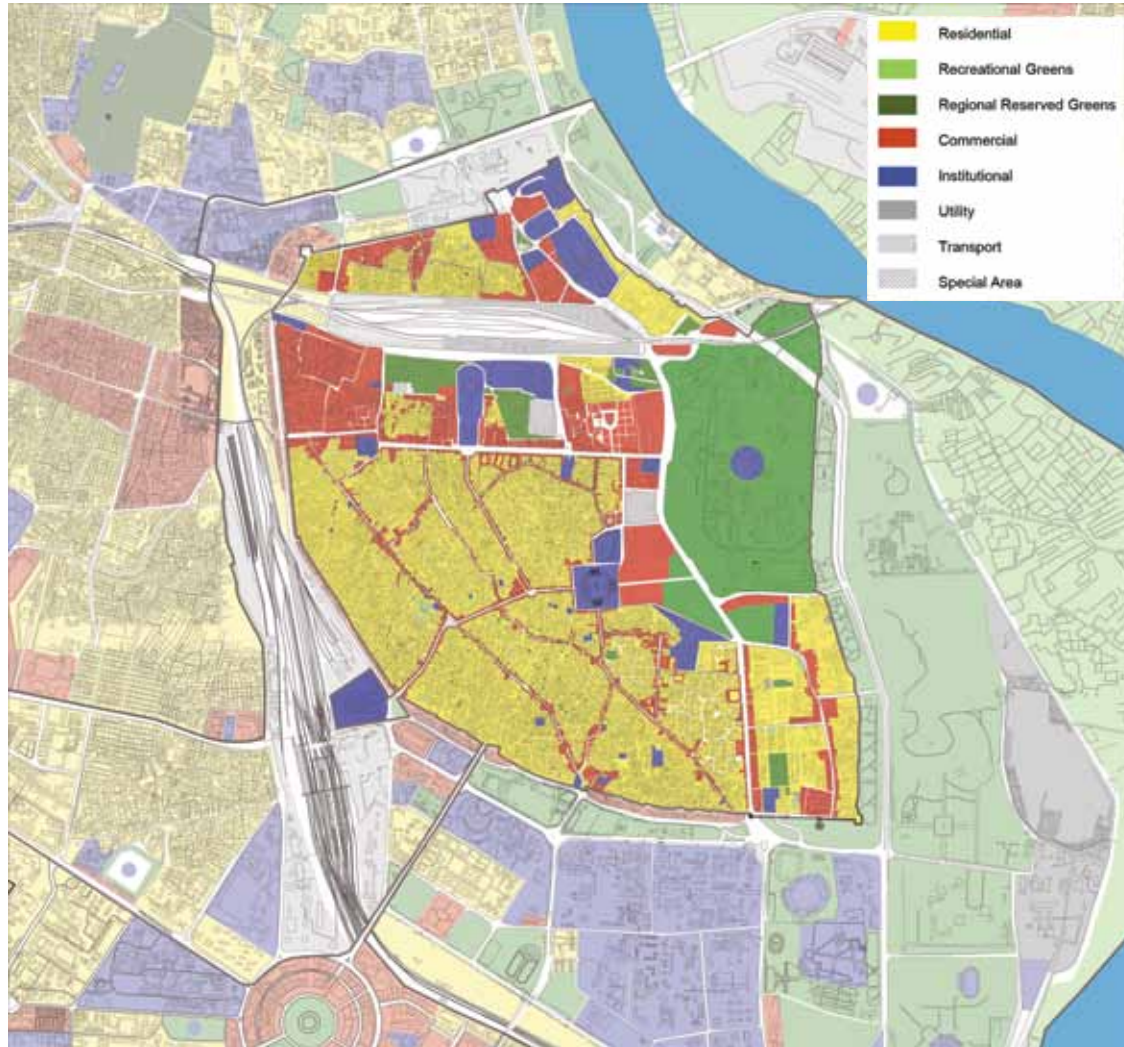 Residential
Recreational Greens
Regional Reserved Greens
Commercial
Institutional
Utility
Transport
Special Area